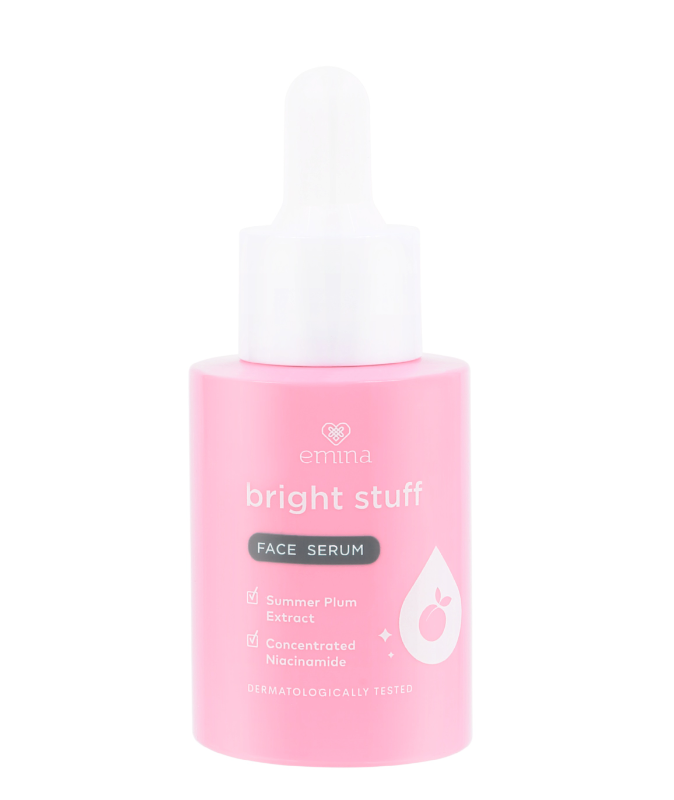 emina
bright stuff
FACE SERUM
Summer Plum
Extract
Concentrated
Niacinamide
DERMATOLOGICALLY TESTED